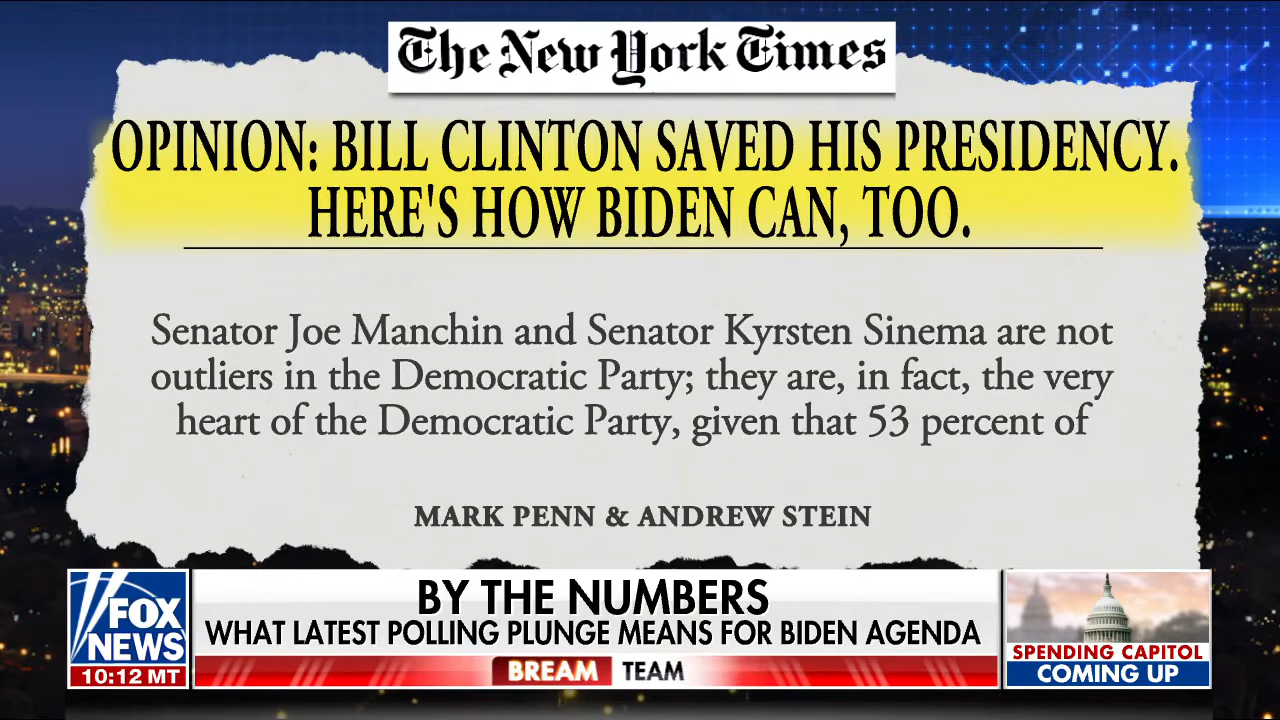 The New York Times
OPINION: BILL CLINTON SAVED HIS PRESIDENCY.
HERE'S HOW BIDEN CAN, TOO.
Senator Joe Manchin and Senator Kyrsten Sinema are not
outliers in the Democratic Party; they are, in fact, the very
heart of the Democratic Party, given that 53 percent of
MARK PENN & ANDREW STEIN
FOX
NEWS
10:12 MT
BY THE NUMBERS
WHAT LATEST POLLING PLUNGE MEANS FOR BIDEN AGENDA
BREAM TEAM
SPENDING CAPITOL
COMING UP